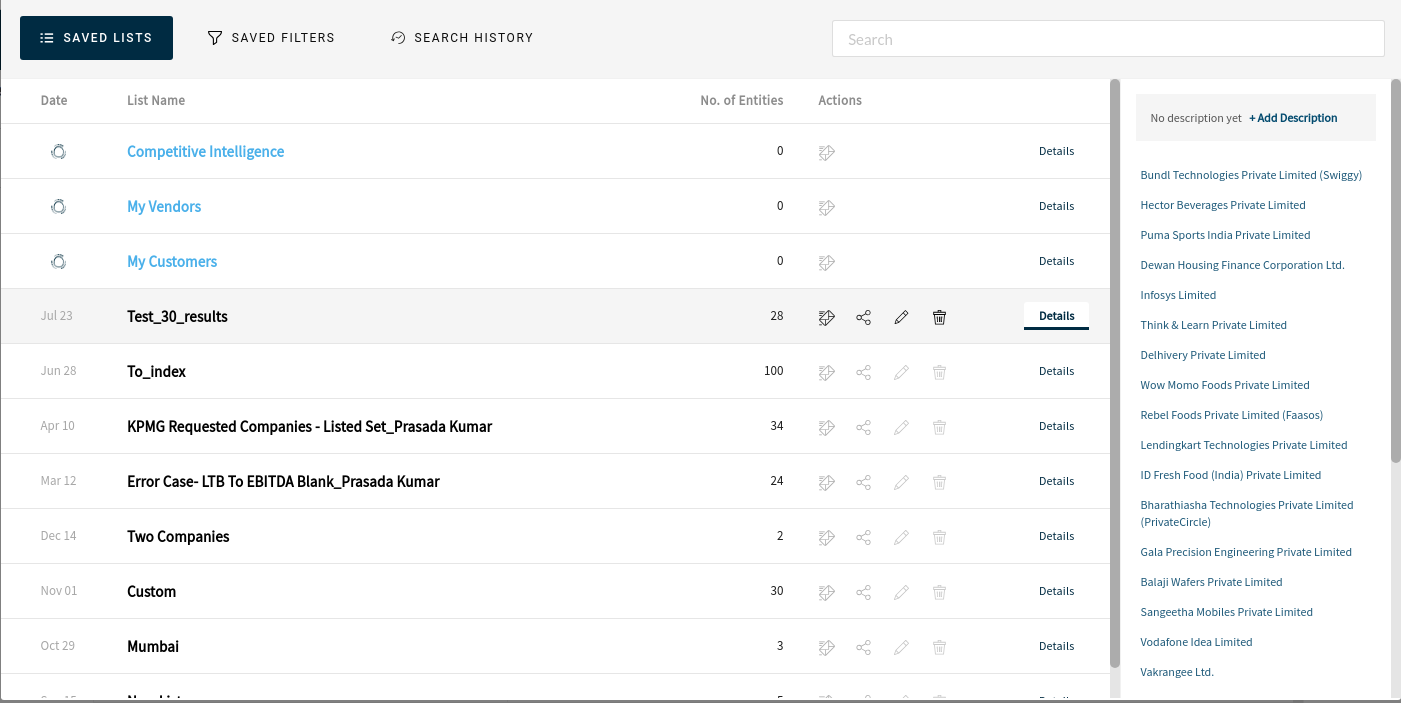 SAVED LISTS
SAVED FILTERS
SEARCH HISTORY
Search
Date List Name No. of Entities Actions
Competitive Intelligence 0 Details
My Vendors 0 Details
My Customers 0 Details
Jul 23 Test_30_results 28 Details
Jun 28 To_index 100 Details
Apr 10 KPMG Requested Companies - Listed Set_Prasada Kumar 34 Details
Mar 12 Error Case- LTB To EBITDA Blank_Prasada Kumar 24 Details
Dec 14 Two Companies 2 Details
Nov 01 Custom 30 Details
Oct 29 Mumbai 3 Details
No description yet + Add Description
Bundl Technologies Private Limited (Swiggy)
Hector Beverages Private Limited
Puma Sports India Private Limited
Dewan Housing Finance Corporation Ltd.
Infosys Limited
Think & Learn Private Limited
Delhivery Private Limited
Wow Momo Foods Private Limited
Rebel Foods Private Limited (Faasos)
Lendingkart Technologies Private Limited
ID Fresh Food (India) Private Limited
Bharathiasha Technologies Private Limited
(PrivateCircle)
Gala Precision Engineering Private Limited
Balaji Wafers Private Limited
Sangeetha Mobiles Private Limited
Vodafone Idea Limited
Vakrangee Ltd.